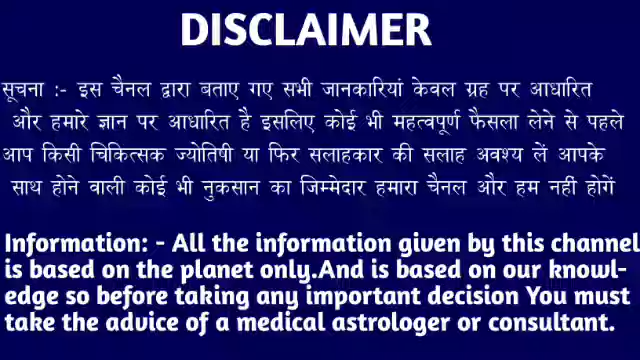 DISCLAIMER
सूचना :- इस चैनल द्वारा बताए गए सभी जानकारियां केवल ग्रह पर आधारित
और हमारे ज्ञान पर आधारित है इसलिए कोई भी महत्वपूर्ण फैसला लेने से पहले
आप किसी चिकित्सक ज्योतिषी या फिर सलाहकार की सलाह अवश्य लें आपके
साथ होने वाली कोई भी नुकसान का जिम्मेदार हमारा चैनल और हम नहीं होगें
Information: - All the information given by this channel
is based on the planet only.And is based on our knowl-
edge so before taking any important decision You must
take the advice of a medical astrologer or consultant.